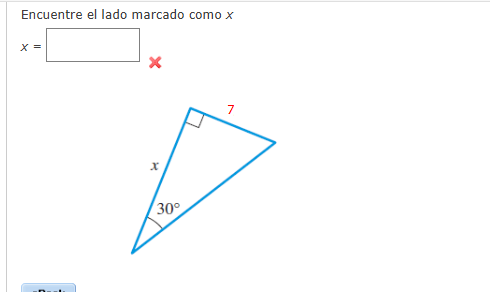 Encuentre el lado marcado como x
x =
7
x
30°